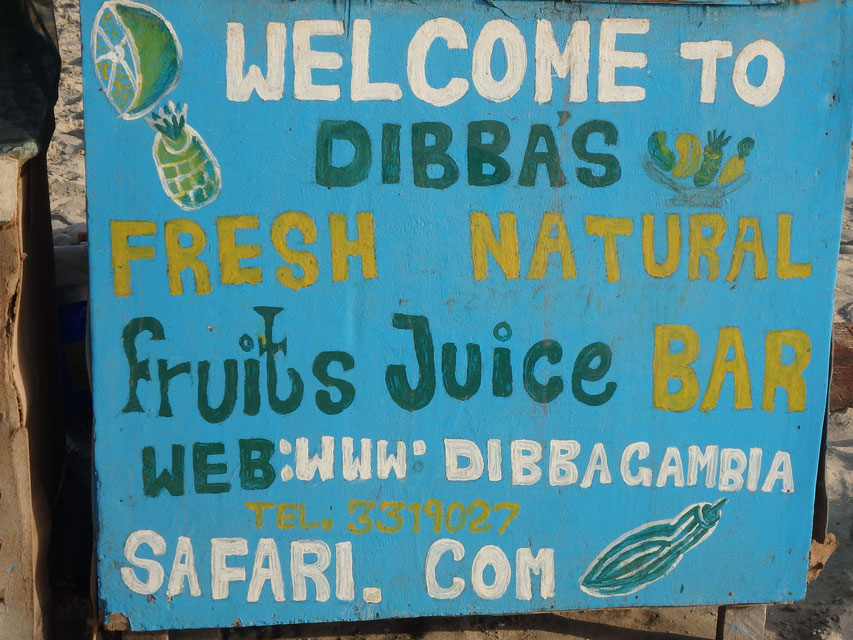 WELCOME TO
DIBBA'S
FRESH NATURAL
fruits Juice BAR
WEB:WWW: DIBBAGAMBIA
TEL. 3319027
SAFARI. COM